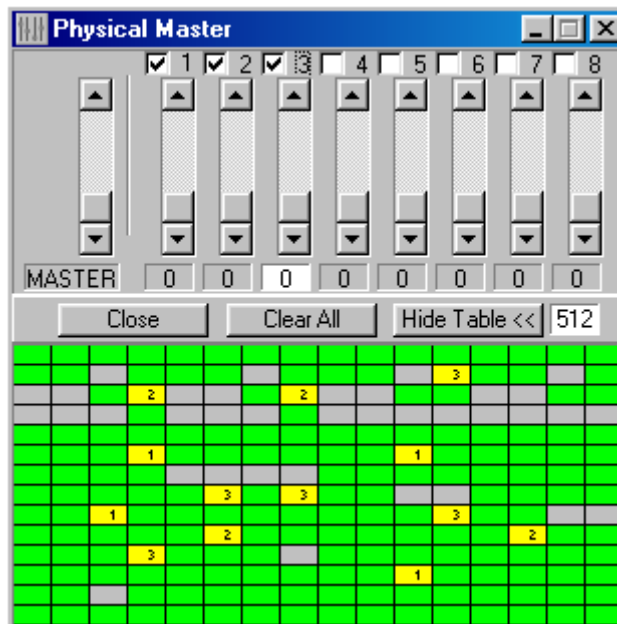 Physical Master
1 2 3 4 5 6 7 8
MASTER 0 0 0 0 0 0 0 0
Close Clear All Hide Table << 512
3
2 2
1 1
3 3
1 3
2 2
3
1